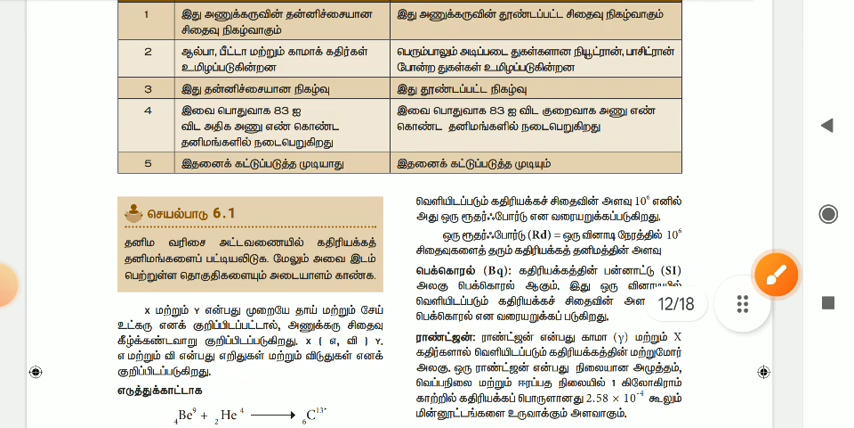 1 இது அணுக்கருவின் தன்னிச்சையான இது அணுக்கருவின் தூண்டப்பட்ட சிதைவு நிகழ்வாகும்
சிதைவு நிகழ்வாகும்
2 ஆல்பா, பீட்டா மற்றும் காமாக் கதிர்கள் பெரும்பாலும் அடிப்படை துகள்களான நியூட்ரான், பாசிட்ரான்
உமிழப்படுகின்றன போன்ற துகள்கள் உமிழப்படுகின்றன
3 இது தன்னிச்சையான நிகழ்வு இது தூண்டப்பட்ட நிகழ்வு
4 இவை பொதுவாக 83 ஐ இவை பொதுவாக 83 ஐ விட குறைவாக அணு எண்
விட அதிக அணு எண் கொண்ட கொண்ட தனிமங்களில் நடைபெறுகிறது
தனிமங்களில் நடைபெறுகிறது
5 இதனைக் கட்டுப்படுத்த முடியாது இதனைக் கட்டுப்படுத்த முடியும்
செயல்பாடு 6.1
தனிம வரிசை அட்டவணையில் கதிரியக்கத்
தனிமங்களைப் பட்டியலிடுக. மேலும் அவை இடம்
பெற்றுள்ள தொகுதிகளையும் அடையாளம் காண்க.
X மற்றும் Y என்பது முறையே தாய் மற்றும் சேய்
உட்கரு எனக் குறிப்பிடப்பட்டால், அணுக்கரு சிதைவு
கீழ்க்கண்டவாறு குறிப்பிடப்படுகிறது. X ( எ, வி ) Y.
எ மற்றும் வி என்பது எறிதுகள் மற்றும் விடுதுகள் எனக்
குறிப்பிடப்படுகிறது.
எடுத்துக்காட்டாக
₄Be⁹ + ₂He⁴ ⟶ ₆C¹³*
வெளியிடப்படும் கதிரியக்கச் சிதைவின் அளவு 10⁶ எனில்
அது ஒரு ரூதர்ஃபோர்டு என வரையறுக்கப்படுகிறது.
ஒரு ரூதர்ஃபோர்டு (Rd) = ஒரு வினாடி நேரத்தில் 10⁶
சிதைவுகளைத் தரும் கதிரியக்கத் தனிமத்தின் அளவு
பெக்கொரல் (Bq): கதிரியக்கத்தின் பன்னாட்டு (SI)
அலகு பெக்கொரல் ஆகும். இது ஒரு
வெளியிடப்படும் கதிரியக்கச் சிதைவின்
பெக்கொரல் என வரையறுக்கப் படுகிறது.
12/18
ராண்ட்ஜன்: ராண்ட்ஜன் என்பது காமா (γ) மற்றும் X
கதிர்களால் வெளியிடப்படும் கதிரியக்கத்தின் மற்றுமோர்
அலகு. ஒரு ராண்ட்ஜன் என்பது நிலையான அழுத்தம்,
வெப்பநிலை மற்றும் ஈரப்பத நிலையில் 1 கிலோகிராம்
காற்றில் கதிரியக்கப் பொருளானது 2.58 × 10⁻⁴ கூலும்
மின்னூட்டங்களை உருவாக்கும் அளவாகும்.